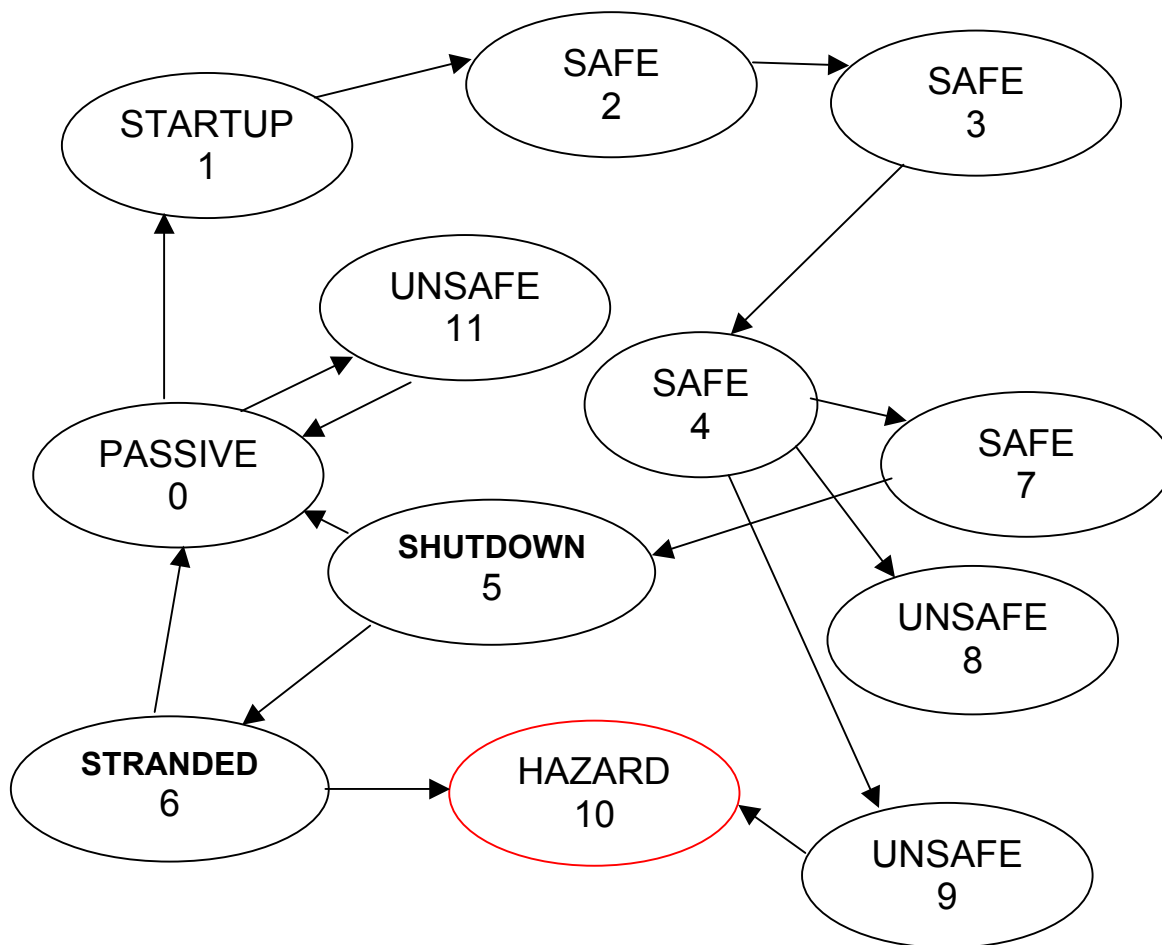 SAFE
2
SAFE
3
STARTUP
1
UNSAFE
11
SAFE
4
PASSIVE
0
SAFE
7
SHUTDOWN
5
UNSAFE
8
STRANDED
6
HAZARD
10
UNSAFE
9